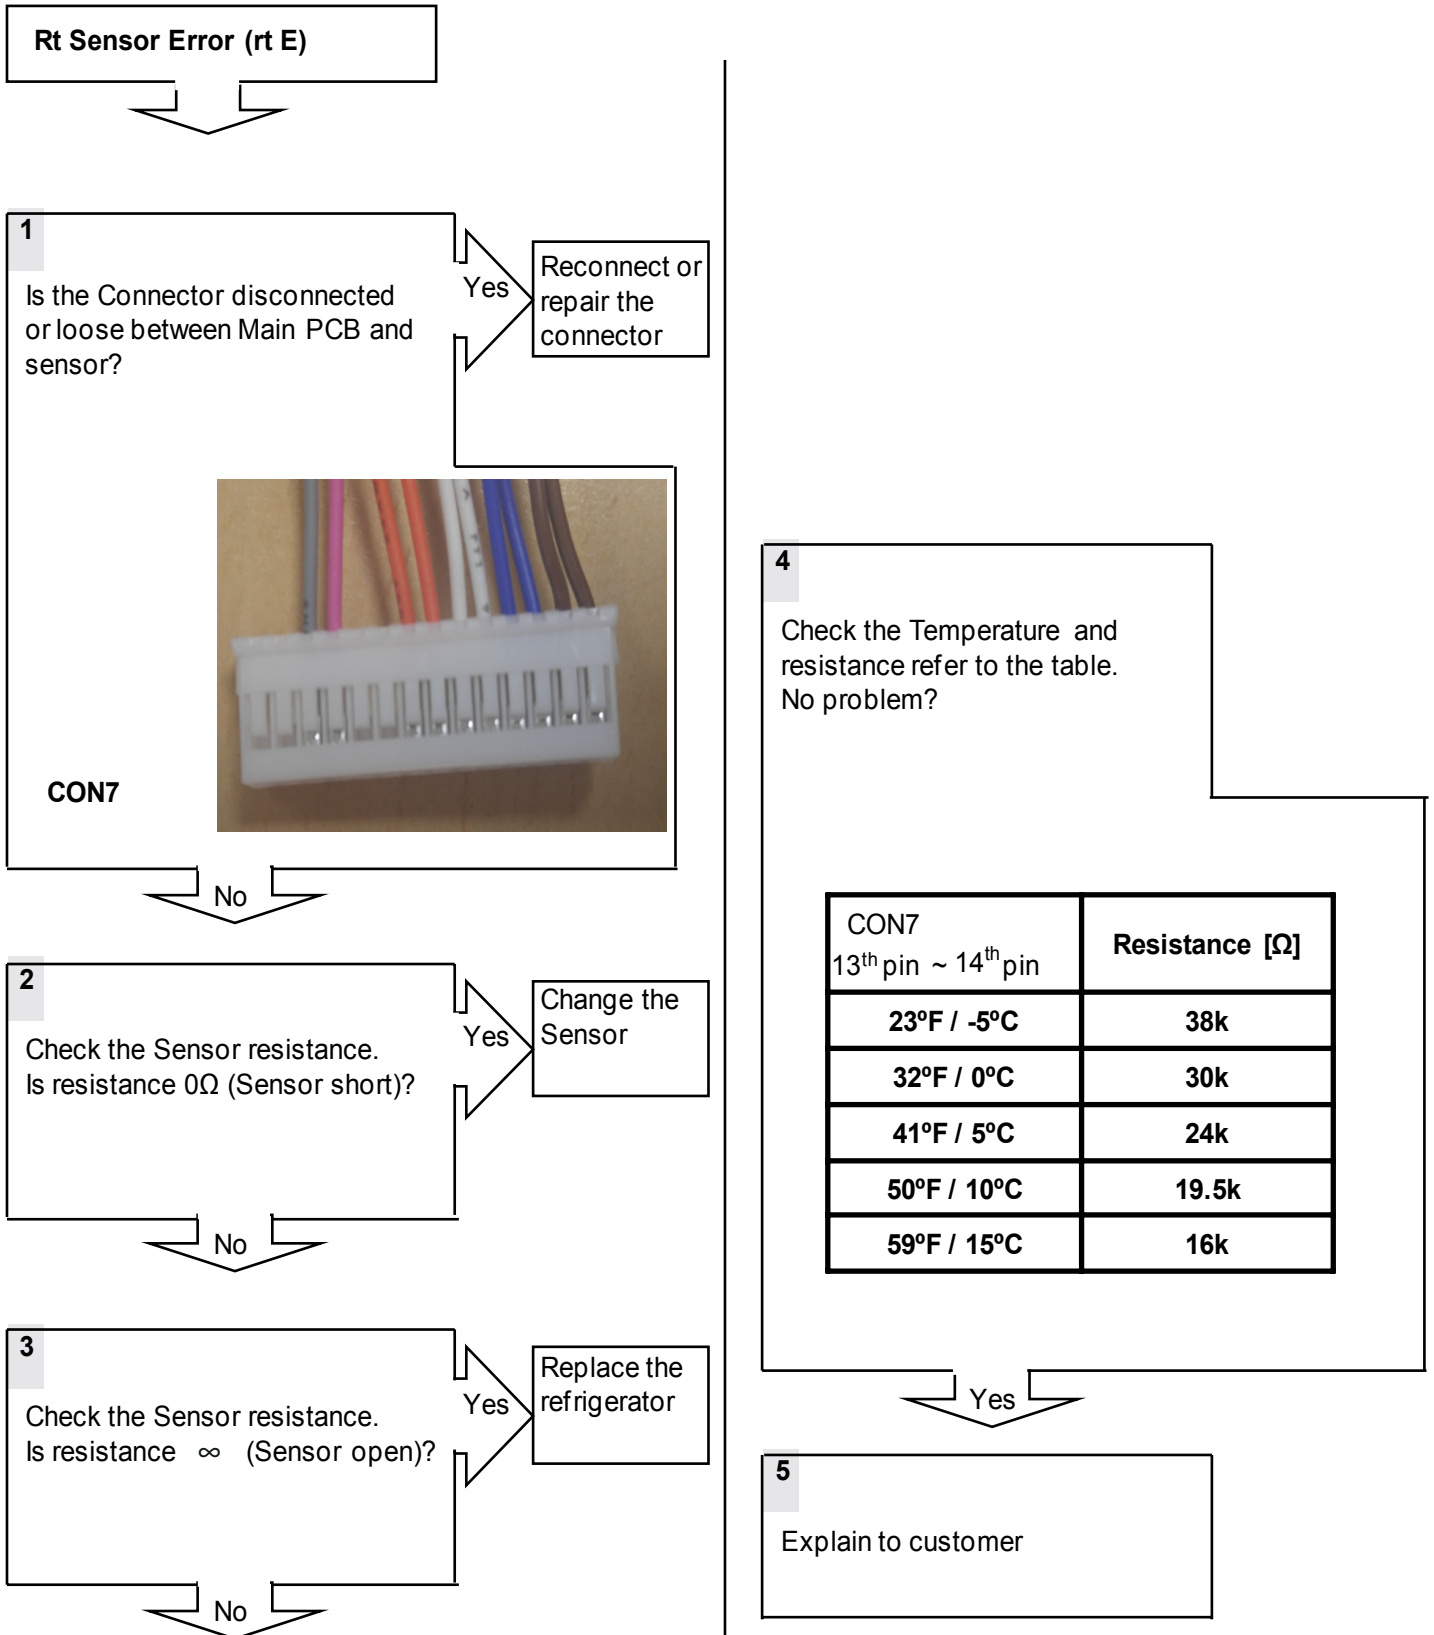 Rt Sensor Error (rt E)
1
Is the Connector disconnected
or loose between Main PCB and
sensor?
Yes
Reconnect or
repair the
connector
CON7
No
2
Check the Sensor resistance.
Is resistance 0Ω (Sensor short)?
Yes
Change the
Sensor
No
3
Check the Sensor resistance.
Is resistance ∞ (Sensor open)?
Yes
Replace the
refrigerator
No
4
Check the Temperature and
resistance refer to the table.
No problem?
CON7
13th pin ~ 14th pin
Resistance [Ω]
23ºF / -5ºC
38k
32ºF / 0ºC
30k
41ºF / 5ºC
24k
50ºF / 10ºC
19.5k
59ºF / 15ºC
16k
Yes
5
Explain to customer